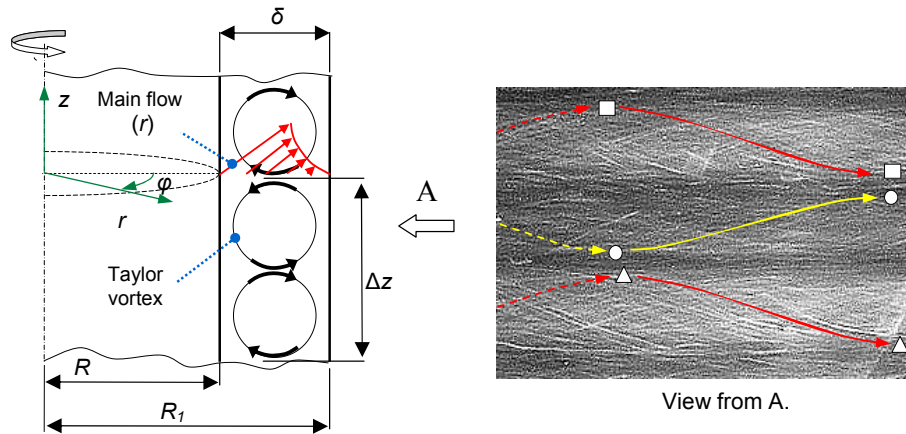 δ
z
Main flow
(r)
φ
r
A
Taylor
vortex
Δz
R
R₁
View from A.